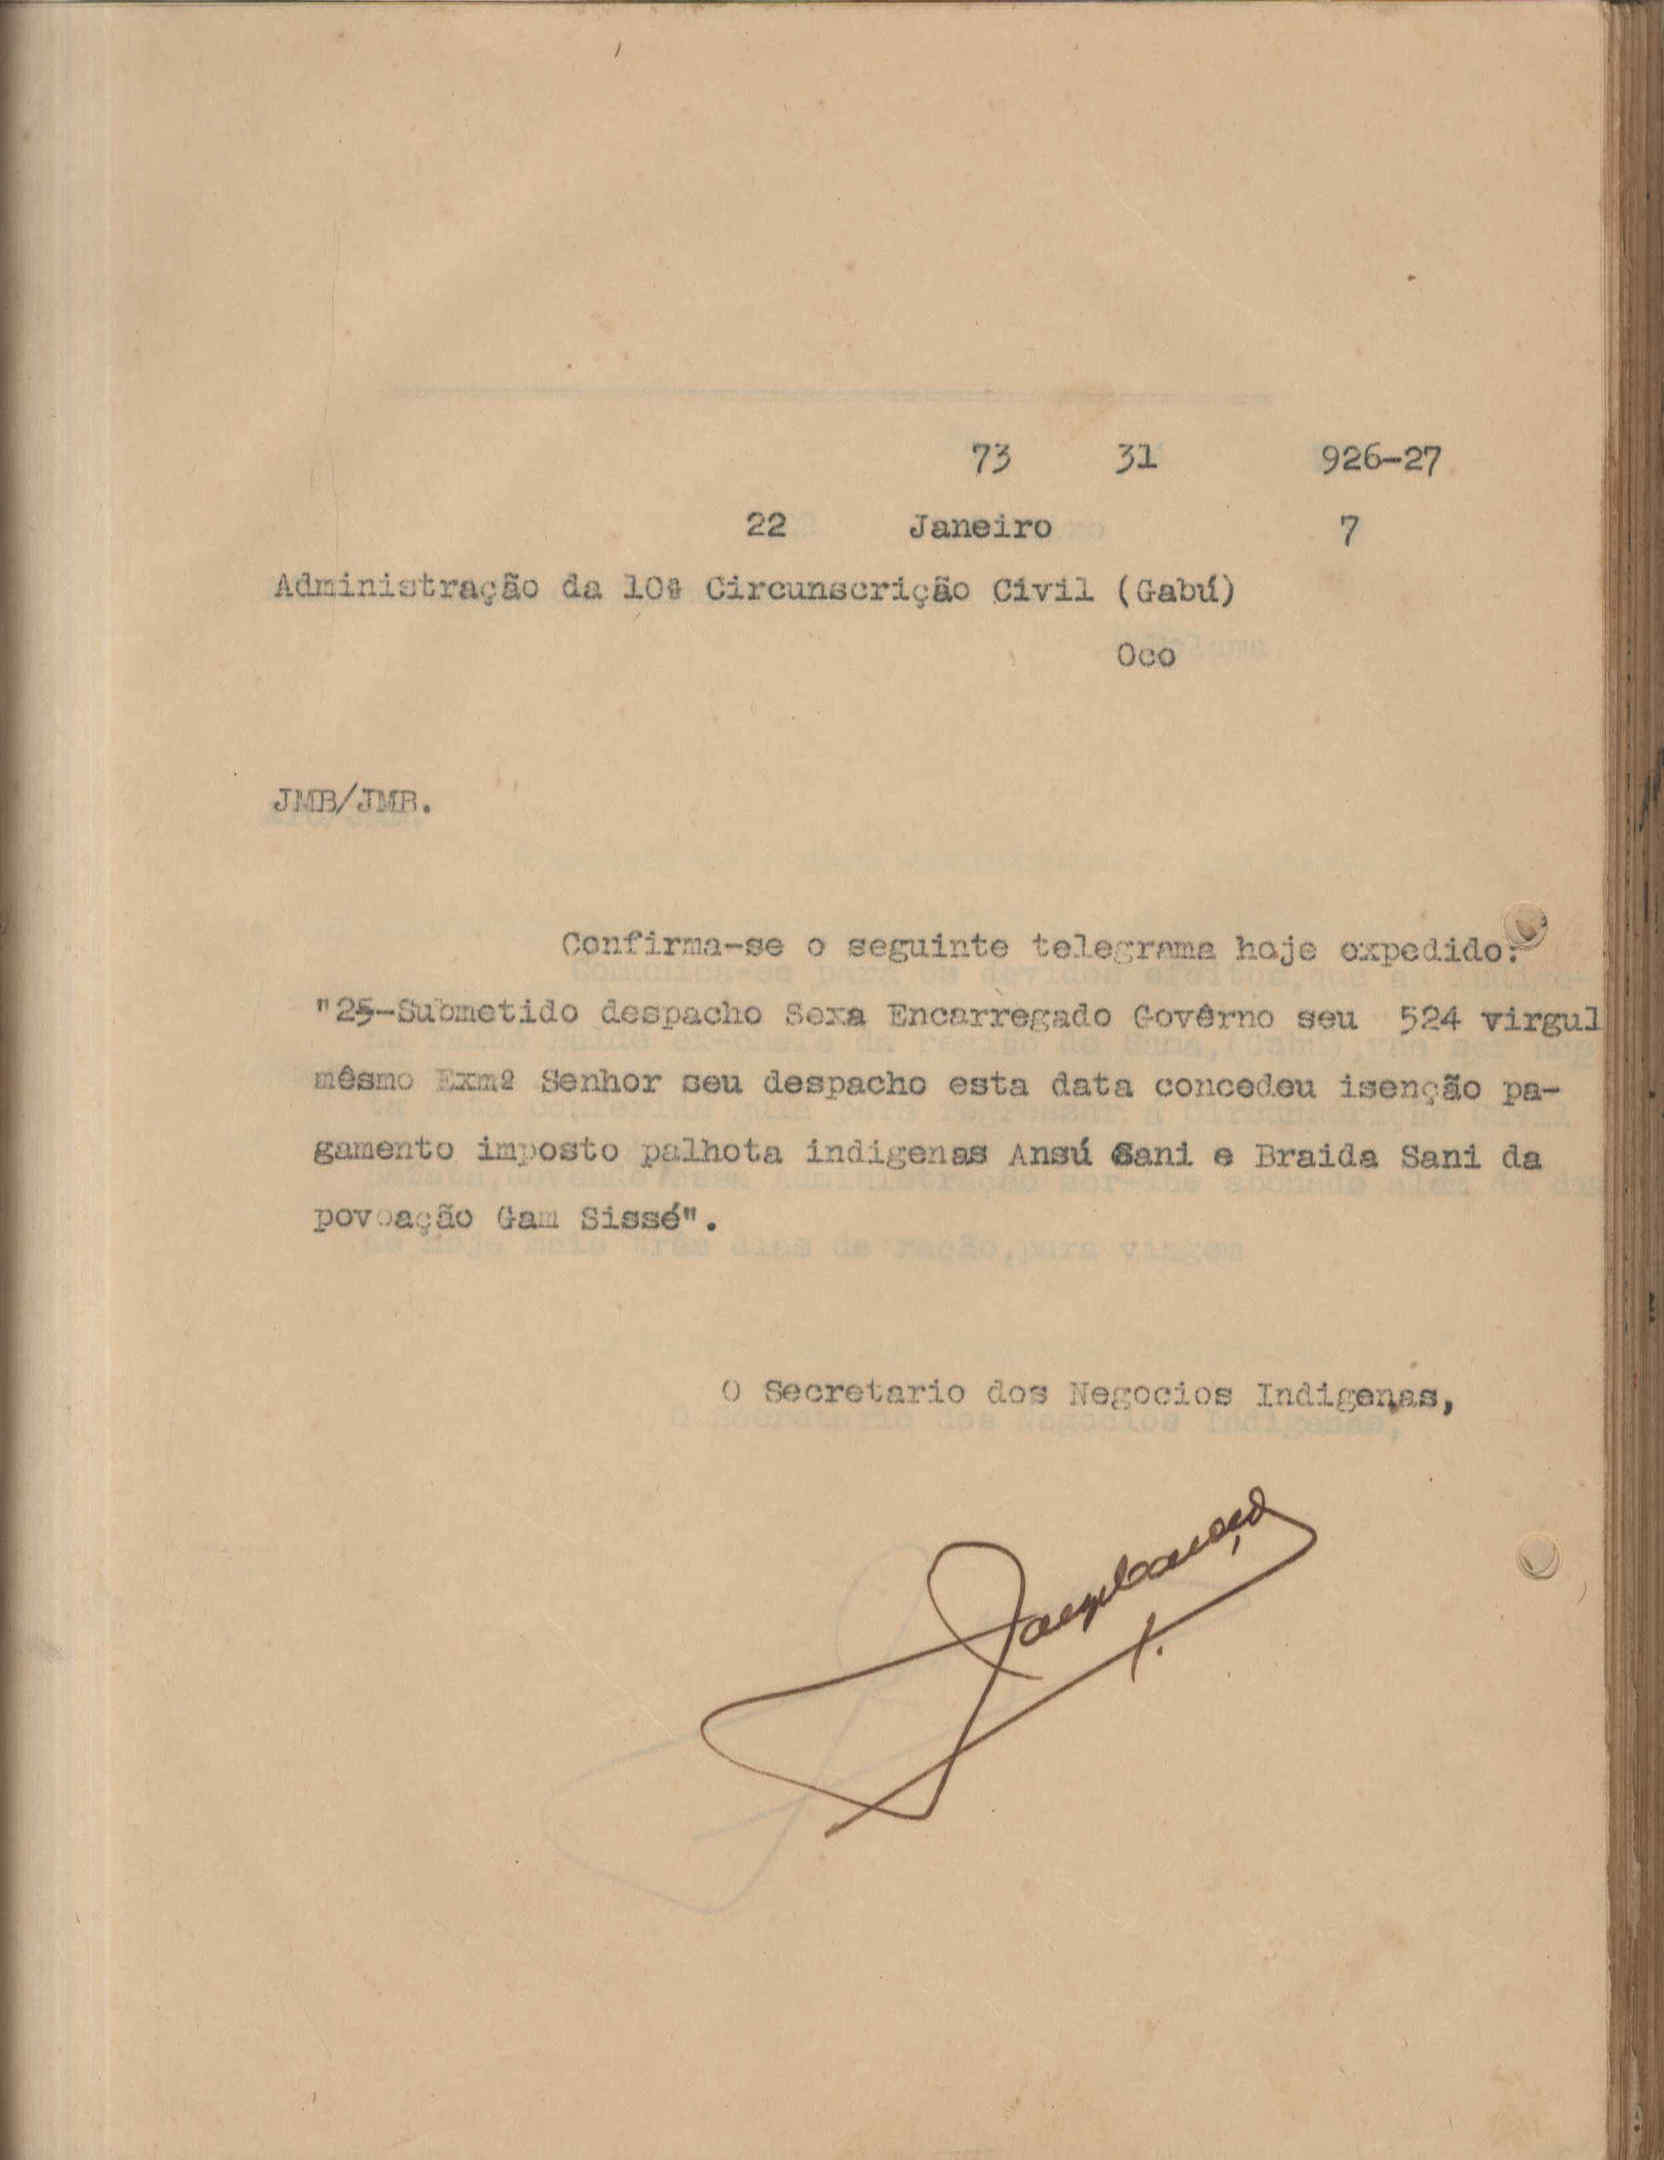 73 31 926-27
22 Janeiro 7
Administração da 10ª Circunscrição Civil (Gabú)
Oco
JMB/JMB.
Confirma-se o seguinte telegrama hoje expedido:
"25-Submetido despacho Sexa Encarregado Govêrno seu 524 virgul
mêsmo Exmº Senhor seu despacho esta data concedeu isenção pa-
gamento imposto palhota indigenas Ansú Sani e Braida Sani da
povoação Gam Sissé".
O Secretario dos Negocios Indigenas,